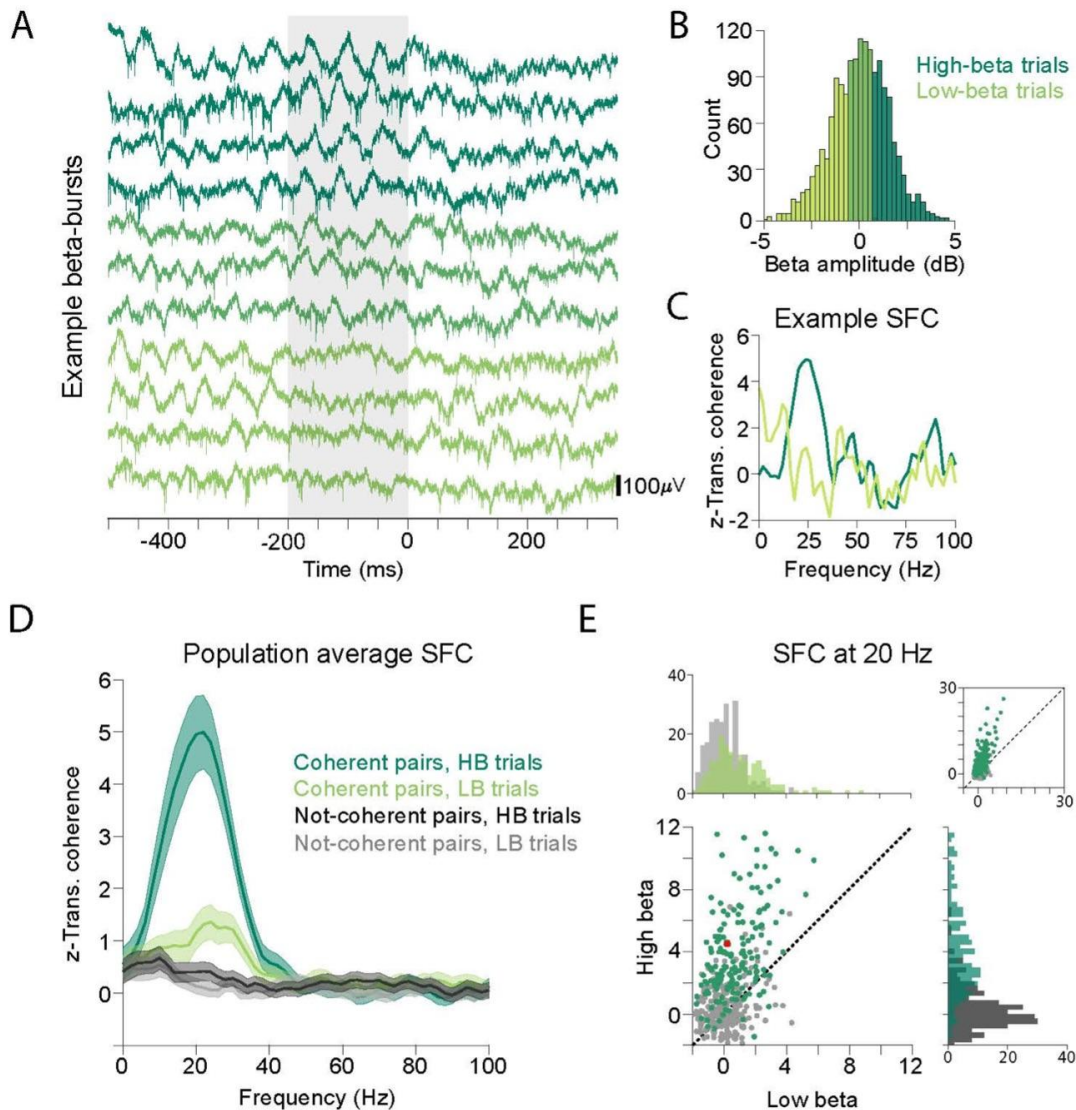 A
Example beta-bursts
100μV
-400
-200
0
200
Time (ms)
B
120
90
60
30
0
Count
-5
0
5
Beta amplitude (dB)
High-beta trials
Low-beta trials
C
Example SFC
6
4
2
0
-2
z-Trans. coherence
0
25
50
75
100
Frequency (Hz)
D
Population average SFC
6
5
4
3
2
1
0
z-Trans. coherence
Coherent pairs, HB trials
Coherent pairs, LB trials
Not-coherent pairs, HB trials
Not-coherent pairs, LB trials
0
20
40
60
80
100
Frequency (Hz)
E
SFC at 20 Hz
40
20
0
30
0
0
30
12
8
4
0
High beta
0
4
8
12
Low beta
0
20
40